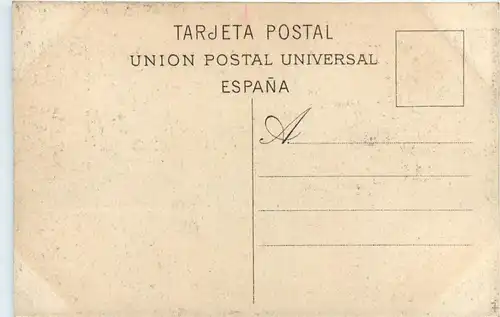 TARJETA POSTAL
UNION POSTAL UNIVERSAL
ESPAÑA
A